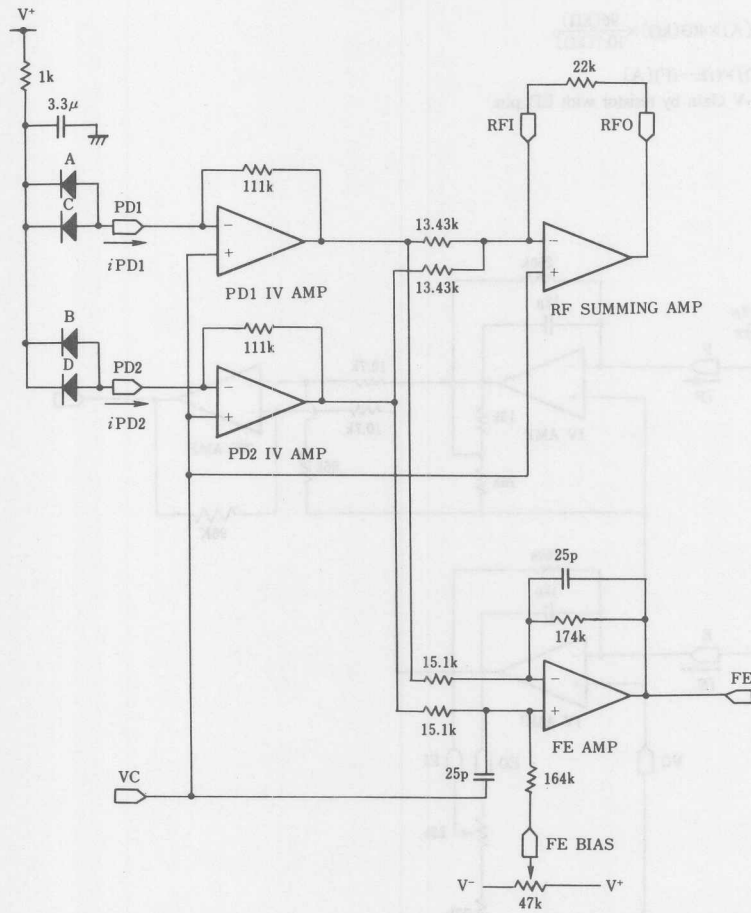 V⁺
1k
3.3μ
A
C
PD1
iPD1
111k
PD1 IV AMP
B
D
PD2
iPD2
111k
PD2 IV AMP
13.43k
13.43k
22k
RFI
RFO
RF SUMMING AMP
25p
174k
15.1k
15.1k
FE
FE AMP
VC
25p
164k
FE BIAS
V⁻
V⁺
47k